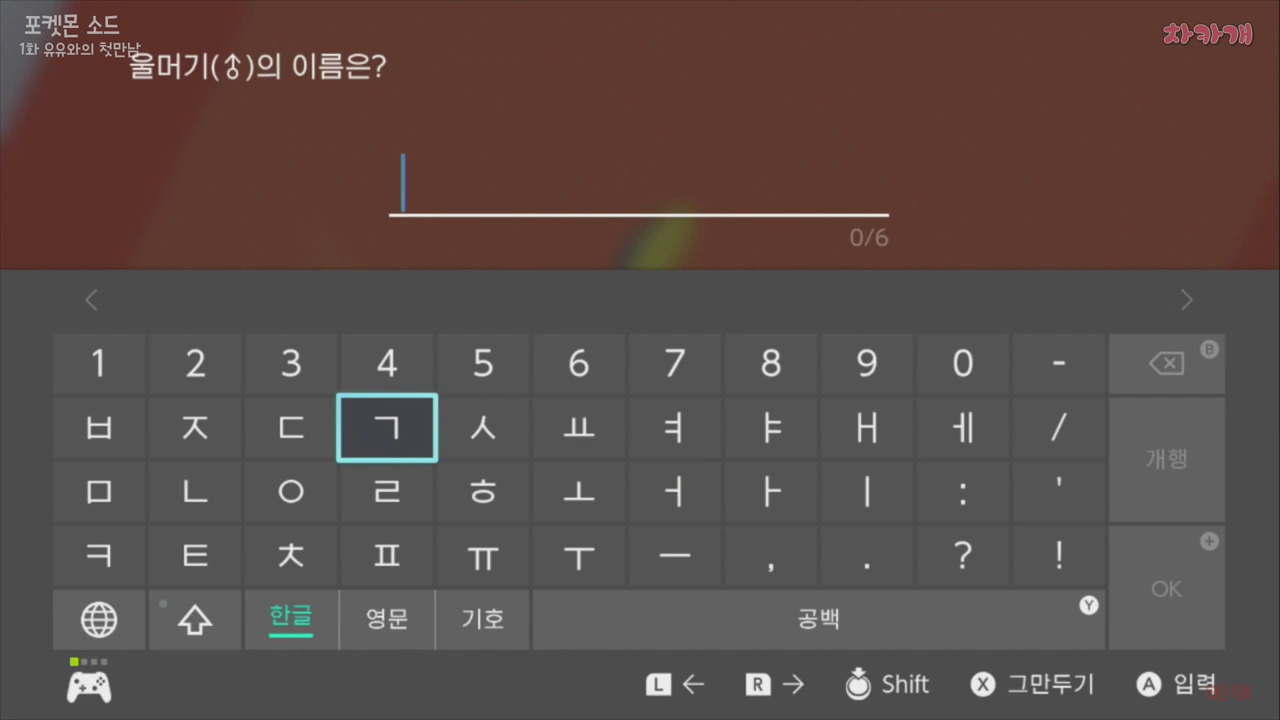 포켓몬 소드
차카개
1화 유유와의 첫만남
울머기(♂)의 이름은?
0/6
1 2 3 4 5 6 7 8 9 0 -
B
ㅂ ㅈ ㄷ ㄱ ㅅ ㅛ ㅕ ㅑ ㅐ ㅔ /
개행
ㅁ ㄴ ㅇ ㄹ ㅎ ㅗ ㅓ ㅏ ㅣ : '
ㅋ ㅌ ㅊ ㅍ ㅠ ㅜ ㅡ , . ? !
OK
한글 영문 기호 공백 Y
L ← R → Shift X 그만두기 A 입력